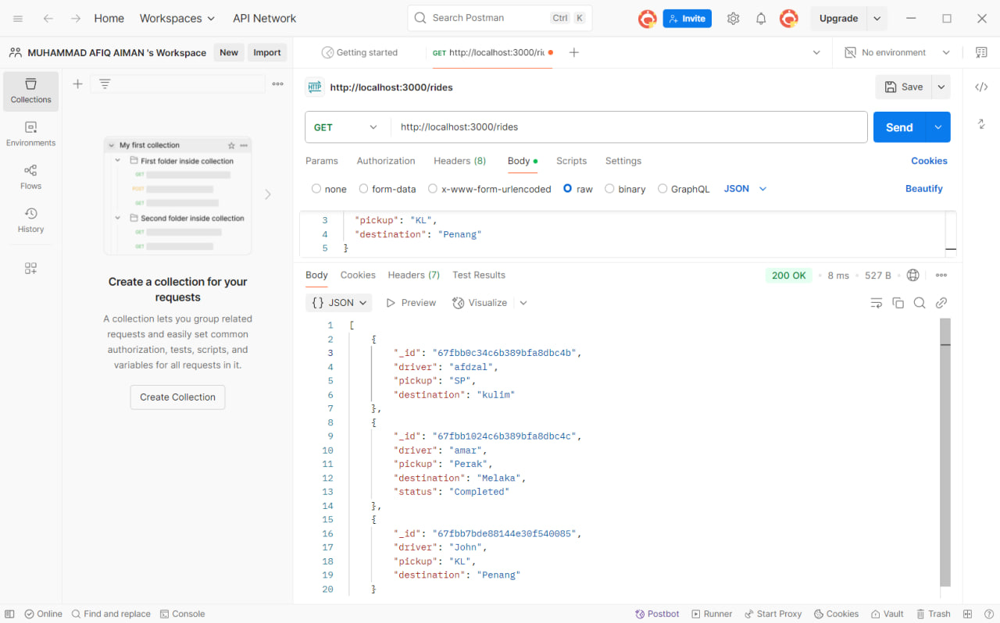 Home Workspaces API Network Search Postman Ctrl K Invite Upgrade
MUHAMMAD AFIQ AIMAN 's Workspace New Import Getting started GET http://localhost:3000/ri No environment
Collections
Environments
Flows
History
My first collection
First folder inside collection
GET
POST
GET
Second folder inside collection
GET
GET
Create a collection for your
requests
A collection lets you group related
requests and easily set common
authorization, tests, scripts, and
variables for all requests in it.
Create Collection
HTTP http://localhost:3000/rides Save
GET http://localhost:3000/rides Send
Params Authorization Headers (8) Body Scripts Settings Cookies
none form-data x-www-form-urlencoded raw binary GraphQL JSON Beautify
3 "pickup": "KL",
4 "destination": "Penang"
5 }
Body Cookies Headers (7) Test Results 200 OK 8 ms 527 B
{} JSON Preview Visualize
1 [
2 {
3 "_id": "67fbb0c34c6b389bfa8dbc4b",
4 "driver": "afdzal",
5 "pickup": "SP",
6 "destination": "kulim"
7 },
8 {
9 "_id": "67fbb1024c6b389bfa8dbc4c",
10 "driver": "amar",
11 "pickup": "Perak",
12 "destination": "Melaka",
13 "status": "Completed"
14 },
15 {
16 "_id": "67fbb7bde88144e30f540085",
17 "driver": "John",
18 "pickup": "KL",
19 "destination": "Penang"
20 }
Online Find and replace Console Postbot Runner Start Proxy Cookies Vault Trash